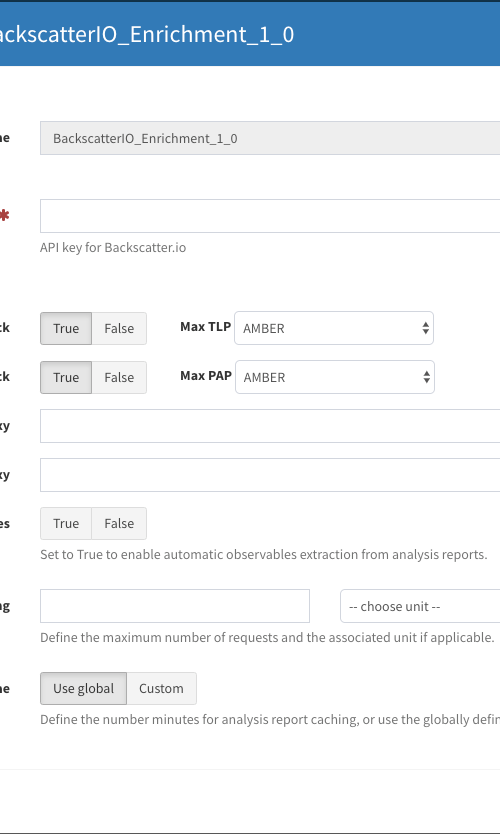 ackscatterIO_Enrichment_1_0
ne BackscatterIO_Enrichment_1_0
*
API key for Backscatter.io
ck True False Max TLP AMBER
ck True False Max PAP AMBER
xy
xy
es True False
Set to True to enable automatic observables extraction from analysis reports.
ng -- choose unit --
Define the maximum number of requests and the associated unit if applicable.
ne Use global Custom
Define the number minutes for analysis report caching, or use the globally defin